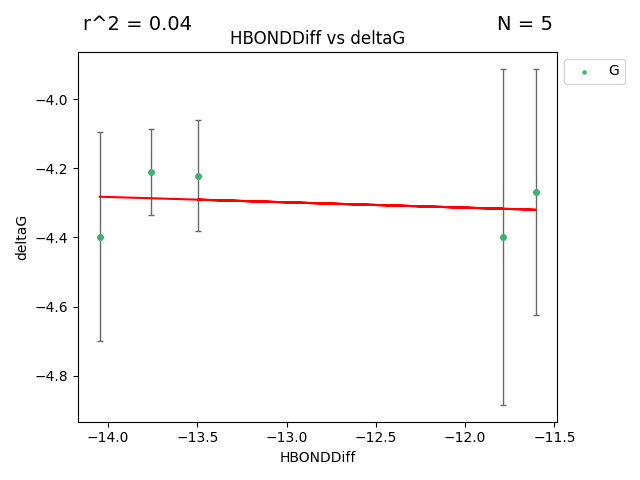 r^2 = 0.04
N = 5
HBONDDiff vs deltaG
G
−4.0
−4.2
−4.4
−4.6
−4.8
deltaG
−14.0
−13.5
−13.0
−12.5
−12.0
−11.5
HBONDDiff